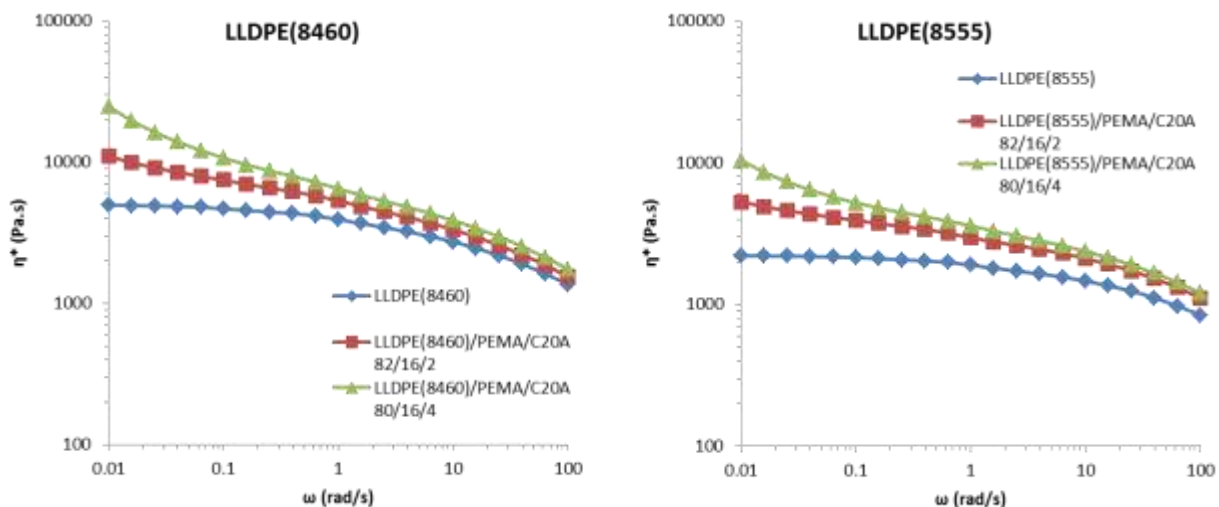 LLDPE(8460)
100000
10000
1000
100
η* (Pa.s)
0.01 0.1 1 10 100
ω (rad/s)
LLDPE(8460)
LLDPE(8460)/PEMA/C20A
82/16/2
LLDPE(8460)/PEMA/C20A
80/16/4
LLDPE(8555)
100000
10000
1000
100
η* (Pa.s)
0.01 0.1 1 10 100
ω (rad/s)
LLDPE(8555)
LLDPE(8555)/PEMA/C20A
82/16/2
LLDPE(8555)/PEMA/C20A
80/16/4